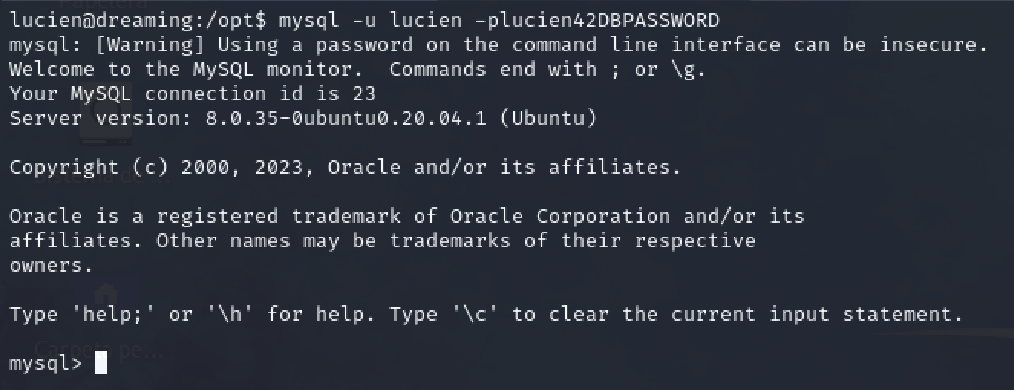 lucien@dreaming:/opt$ mysql -u lucien -plucien42DBPASSWORD
mysql: [Warning] Using a password on the command line interface can be insecure.
Welcome to the MySQL monitor.  Commands end with ; or \g.
Your MySQL connection id is 23
Server version: 8.0.35-0ubuntu0.20.04.1 (Ubuntu)

Copyright (c) 2000, 2023, Oracle and/or its affiliates.

Oracle is a registered trademark of Oracle Corporation and/or its
affiliates. Other names may be trademarks of their respective
owners.

Type 'help;' or '\h' for help. Type '\c' to clear the current input statement.

mysql>